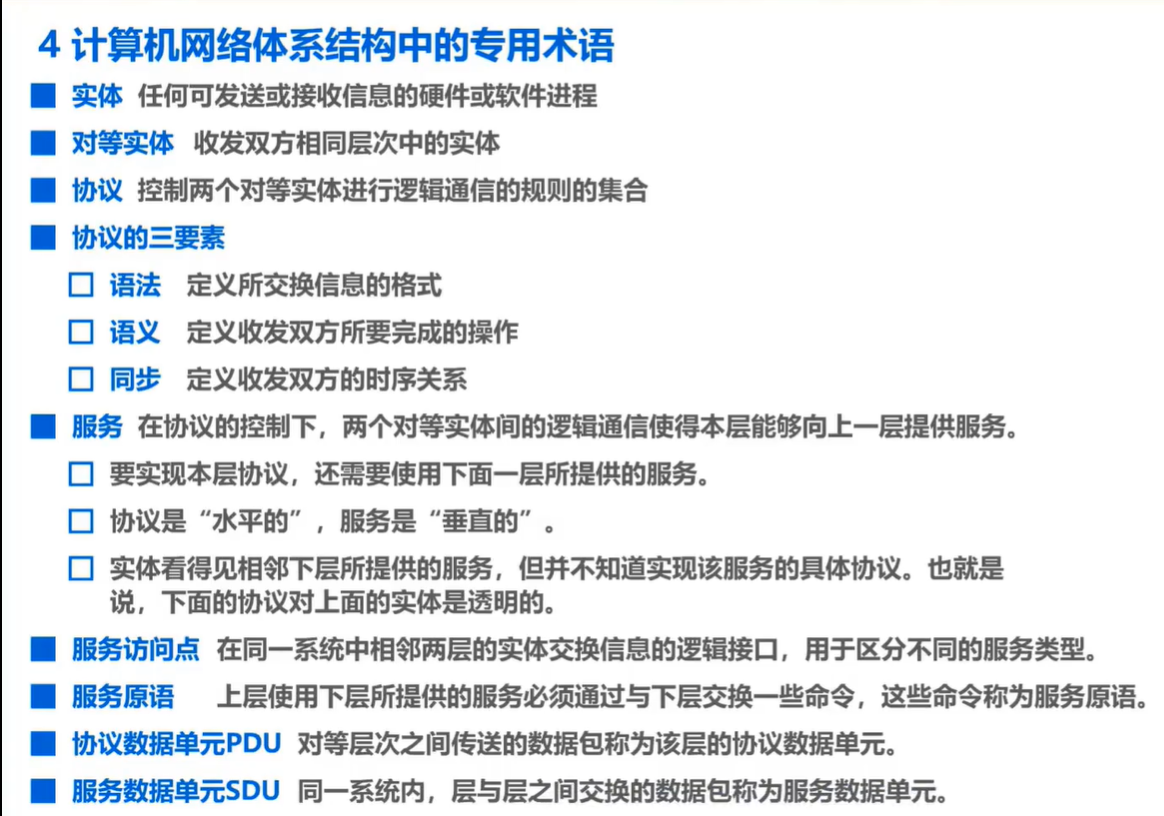 4 计算机网络体系结构中的专用术语
实体 任何可发送或接收信息的硬件或软件进程
对等实体 收发双方相同层次中的实体
协议 控制两个对等实体进行逻辑通信的规则的集合
协议的三要素
语法 定义所交换信息的格式
语义 定义收发双方所要完成的操作
同步 定义收发双方的时序关系
服务 在协议的控制下，两个对等实体间的逻辑通信使得本层能够向上一层提供服务。
要实现本层协议，还需要使用下面一层所提供的服务。
协议是“水平的”，服务是“垂直的”。
实体看得见相邻下层所提供的服务，但并不知道实现该服务的具体协议。也就是
说，下面的协议对上面的实体是透明的。
服务访问点 在同一系统中相邻两层的实体交换信息的逻辑接口，用于区分不同的服务类型。
服务原语 上层使用下层所提供的服务必须通过与下层交换一些命令，这些命令称为服务原语。
协议数据单元PDU 对等层次之间传送的数据包称为该层的协议数据单元。
服务数据单元SDU 同一系统内，层与层之间交换的数据包称为服务数据单元。